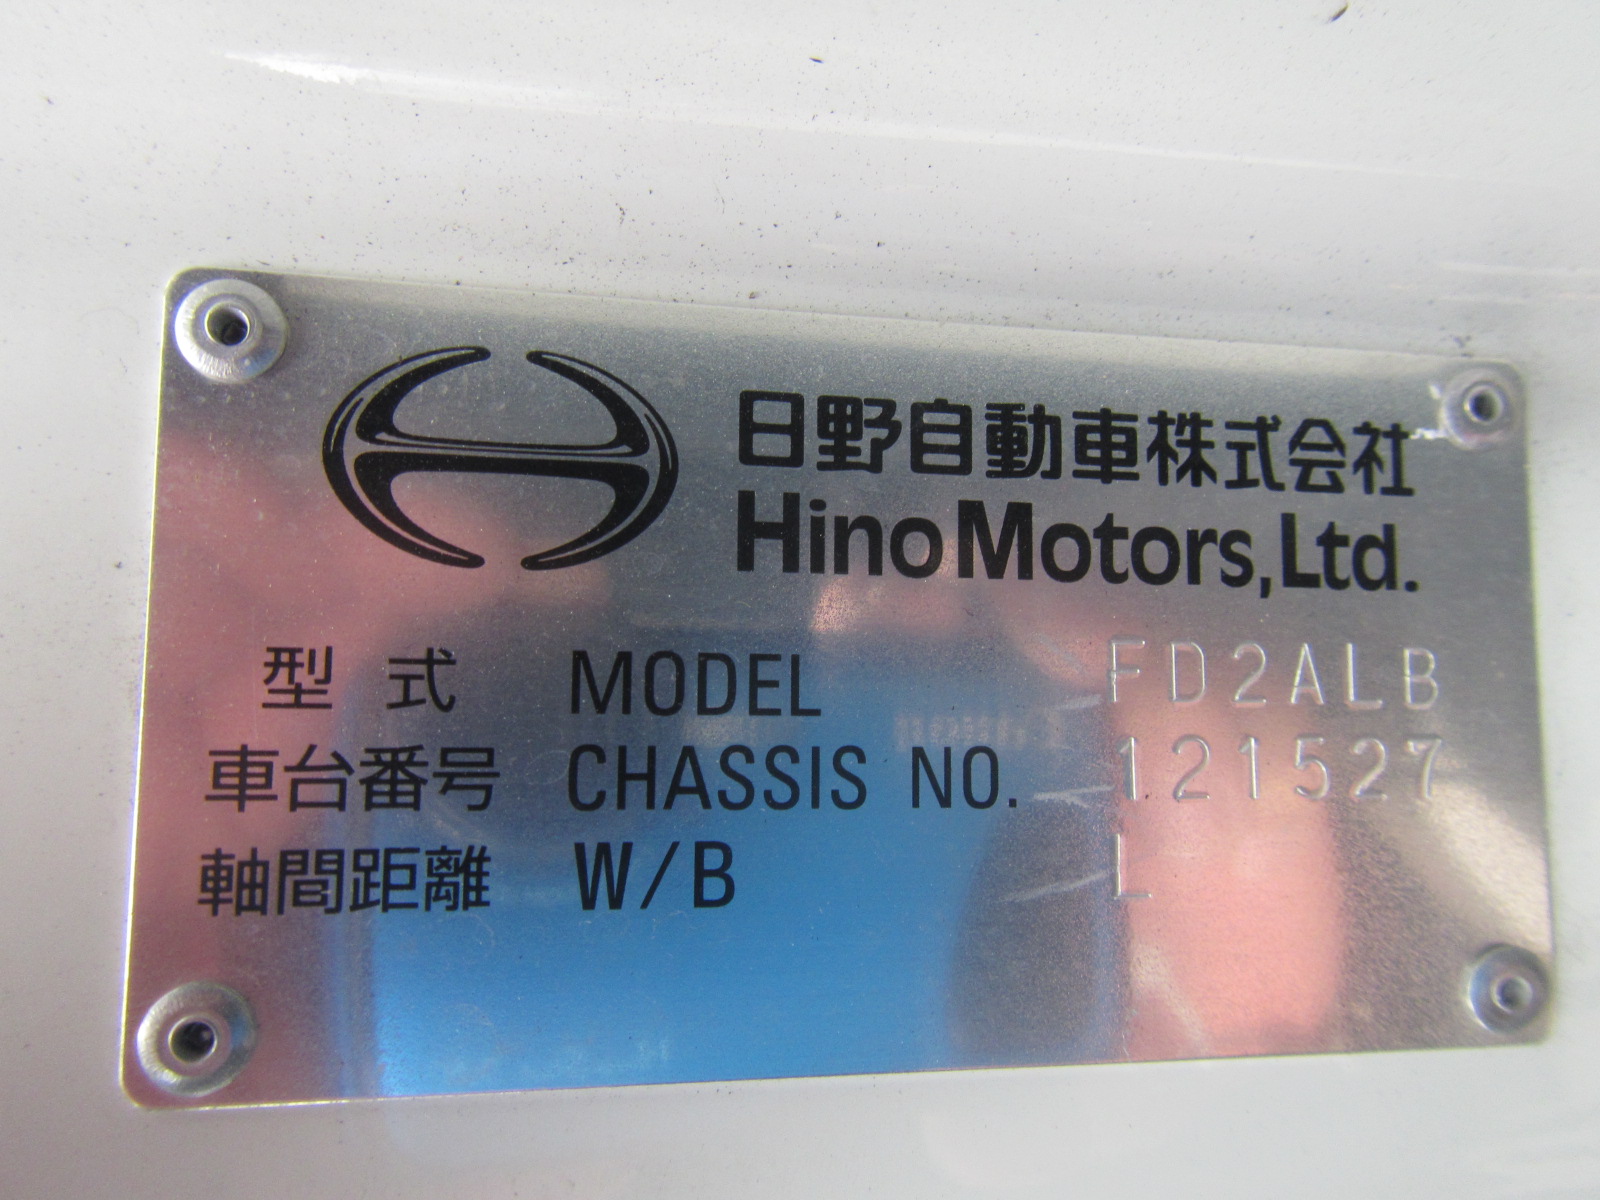 日野自動車株式会社
Hino Motors, Ltd.
型式 MODEL FD2ALB
車台番号 CHASSIS NO. 121527
軸間距離 W/B L